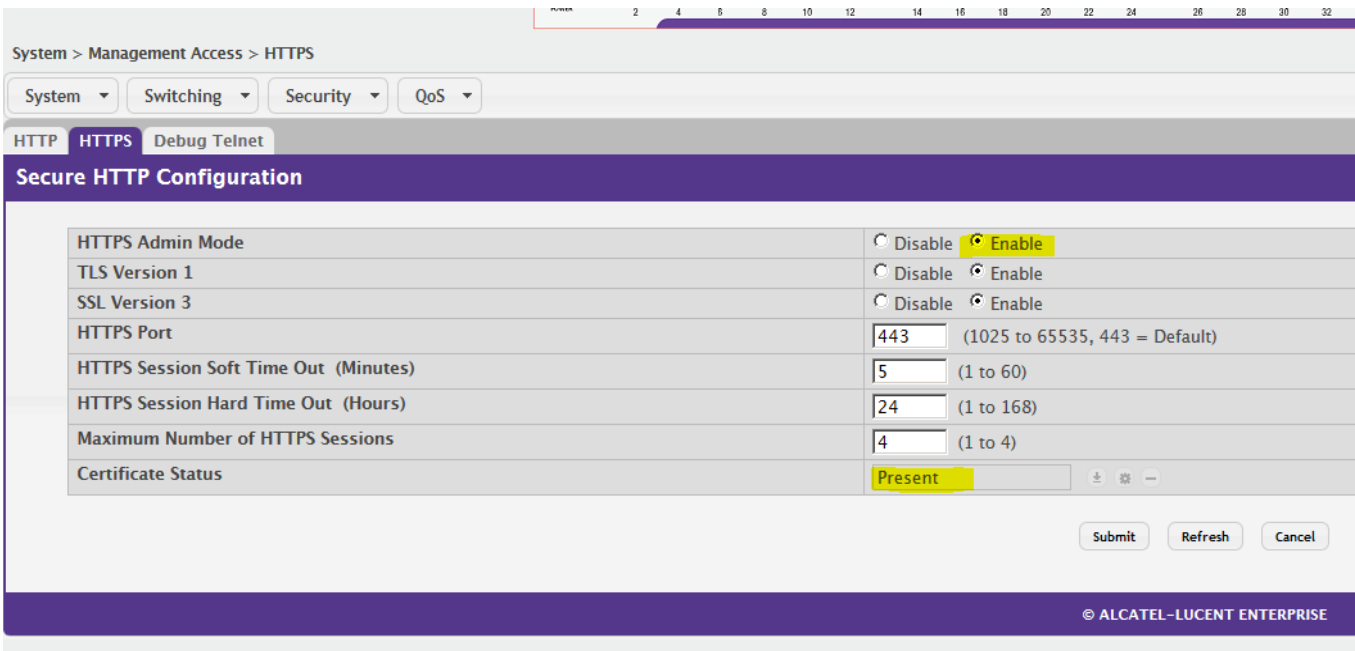 2 4 6 8 10 12 14 16 18 20 22 24 26 28 30 32
System > Management Access > HTTPS
System Switching Security QoS
HTTP HTTPS Debug Telnet
Secure HTTP Configuration
HTTPS Admin Mode Disable Enable
TLS Version 1 Disable Enable
SSL Version 3 Disable Enable
HTTPS Port 443 (1025 to 65535, 443 = Default)
HTTPS Session Soft Time Out (Minutes) 5 (1 to 60)
HTTPS Session Hard Time Out (Hours) 24 (1 to 168)
Maximum Number of HTTPS Sessions 4 (1 to 4)
Certificate Status Present
Submit Refresh Cancel
© ALCATEL-LUCENT ENTERPRISE